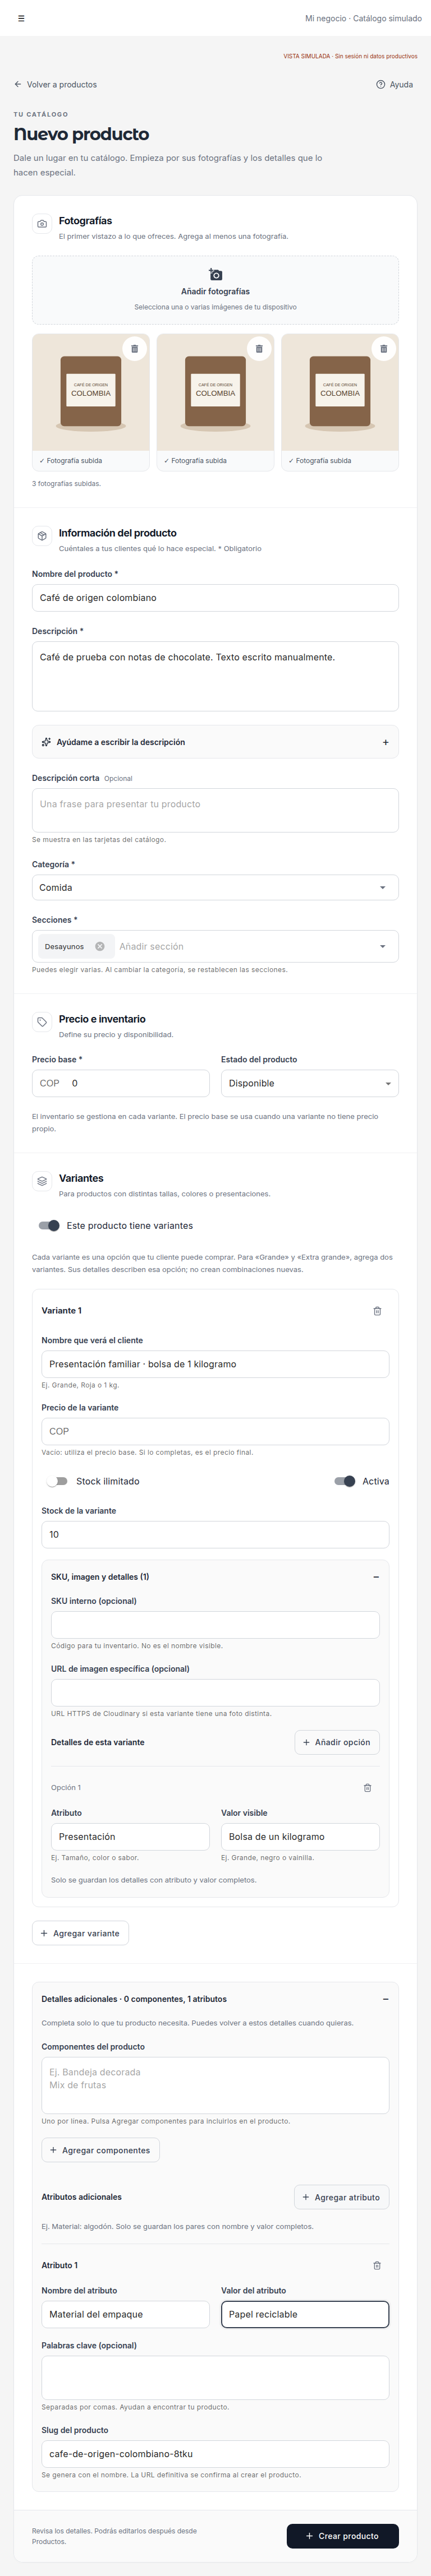 ☰ Mi negocio · Catálogo simulado
VISTA SIMULADA · Sin sesión ni datos productivos
← Volver a productos
Ayuda
TU CATÁLOGO
Nuevo producto
Dale un lugar en tu catálogo. Empieza por sus fotografías y los detalles que lo
hacen especial.
Fotografías
El primer vistazo a lo que ofreces. Agrega al menos una fotografía.
Añadir fotografías
Selecciona una o varias imágenes de tu dispositivo
CAFÉ DE ORIGEN
COLOMBIA
✓ Fotografía subida
CAFÉ DE ORIGEN
COLOMBIA
✓ Fotografía subida
CAFÉ DE ORIGEN
COLOMBIA
✓ Fotografía subida
3 fotografías subidas.
Información del producto
Cuéntales a tus clientes qué lo hace especial. * Obligatorio
Nombre del producto *
Café de origen colombiano
Descripción *
Café de prueba con notas de chocolate. Texto escrito manualmente.
Ayúdame a escribir la descripción +
Descripción corta Opcional
Una frase para presentar tu producto
Se muestra en las tarjetas del catálogo.
Categoría *
Comida
Secciones *
Desayunos Añadir sección
Puedes elegir varias. Al cambiar la categoría, se restablecen las secciones.
Precio e inventario
Define su precio y disponibilidad.
Precio base *
COP 0
Estado del producto
Disponible
El inventario se gestiona en cada variante. El precio base se usa cuando una variante no tiene precio
propio.
Variantes
Para productos con distintas tallas, colores o presentaciones.
Este producto tiene variantes
Cada variante es una opción que tu cliente puede comprar. Para «Grande» y «Extra grande», agrega dos
variantes. Sus detalles describen esa opción; no crean combinaciones nuevas.
Variante 1
Nombre que verá el cliente
Presentación familiar · bolsa de 1 kilogramo
Ej. Grande, Roja o 1 kg.
Precio de la variante
COP
Vacío: utiliza el precio base. Si lo completas, es el precio final.
Stock ilimitado
Activa
Stock de la variante
10
SKU, imagen y detalles (1) −
SKU interno (opcional)
Código para tu inventario. No es el nombre visible.
URL de imagen específica (opcional)
URL HTTPS de Cloudinary si esta variante tiene una foto distinta.
Detalles de esta variante
+ Añadir opción
Opción 1
Atributo
Presentación
Ej. Tamaño, color o sabor.
Valor visible
Bolsa de un kilogramo
Ej. Grande, negro o vainilla.
Solo se guardan los detalles con atributo y valor completos.
+ Agregar variante
Detalles adicionales · 0 componentes, 1 atributos −
Completa solo lo que tu producto necesita. Puedes volver a estos detalles cuando quieras.
Componentes del producto
Ej. Bandeja decorada
Mix de frutas
Uno por línea. Pulsa Agregar componentes para incluirlos en el producto.
+ Agregar componentes
Atributos adicionales
+ Agregar atributo
Ej. Material: algodón. Solo se guardan los pares con nombre y valor completos.
Atributo 1
Nombre del atributo
Material del empaque
Valor del atributo
Papel reciclable
Palabras clave (opcional)
Separadas por comas. Ayudan a encontrar tu producto.
Slug del producto
cafe-de-origen-colombiano-8tku
Se genera con el nombre. La URL definitiva se confirma al crear el producto.
Revisa los detalles. Podrás editarlos después desde
Productos.
+ Crear producto